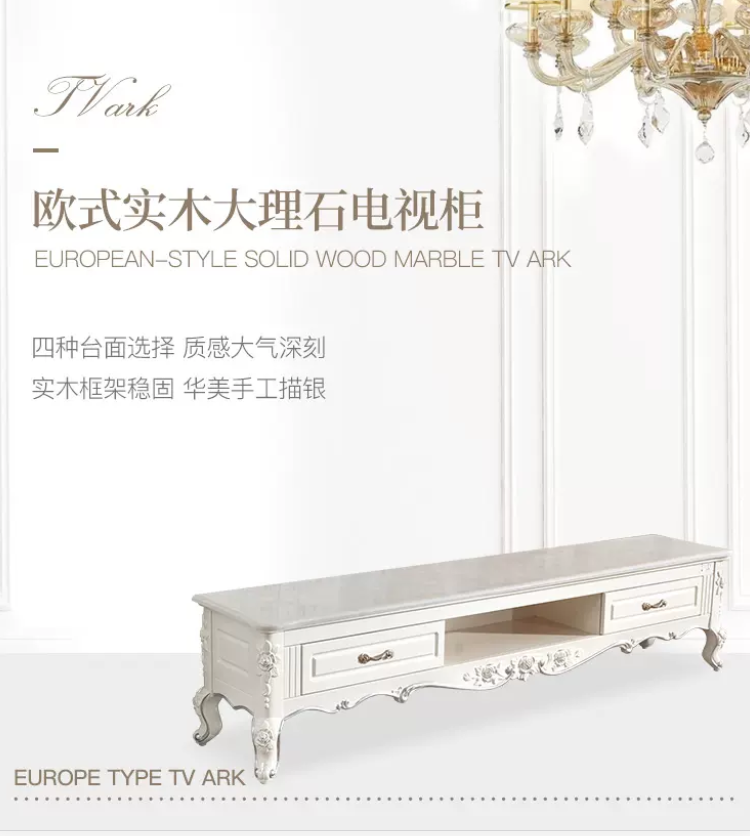 TVark
欧式实木大理石电视柜
EUROPEAN-STYLE SOLID WOOD MARBLE TV ARK
四种台面选择 质感大气深刻
实木框架稳固 华美手工描银
EUROPE TYPE TV ARK